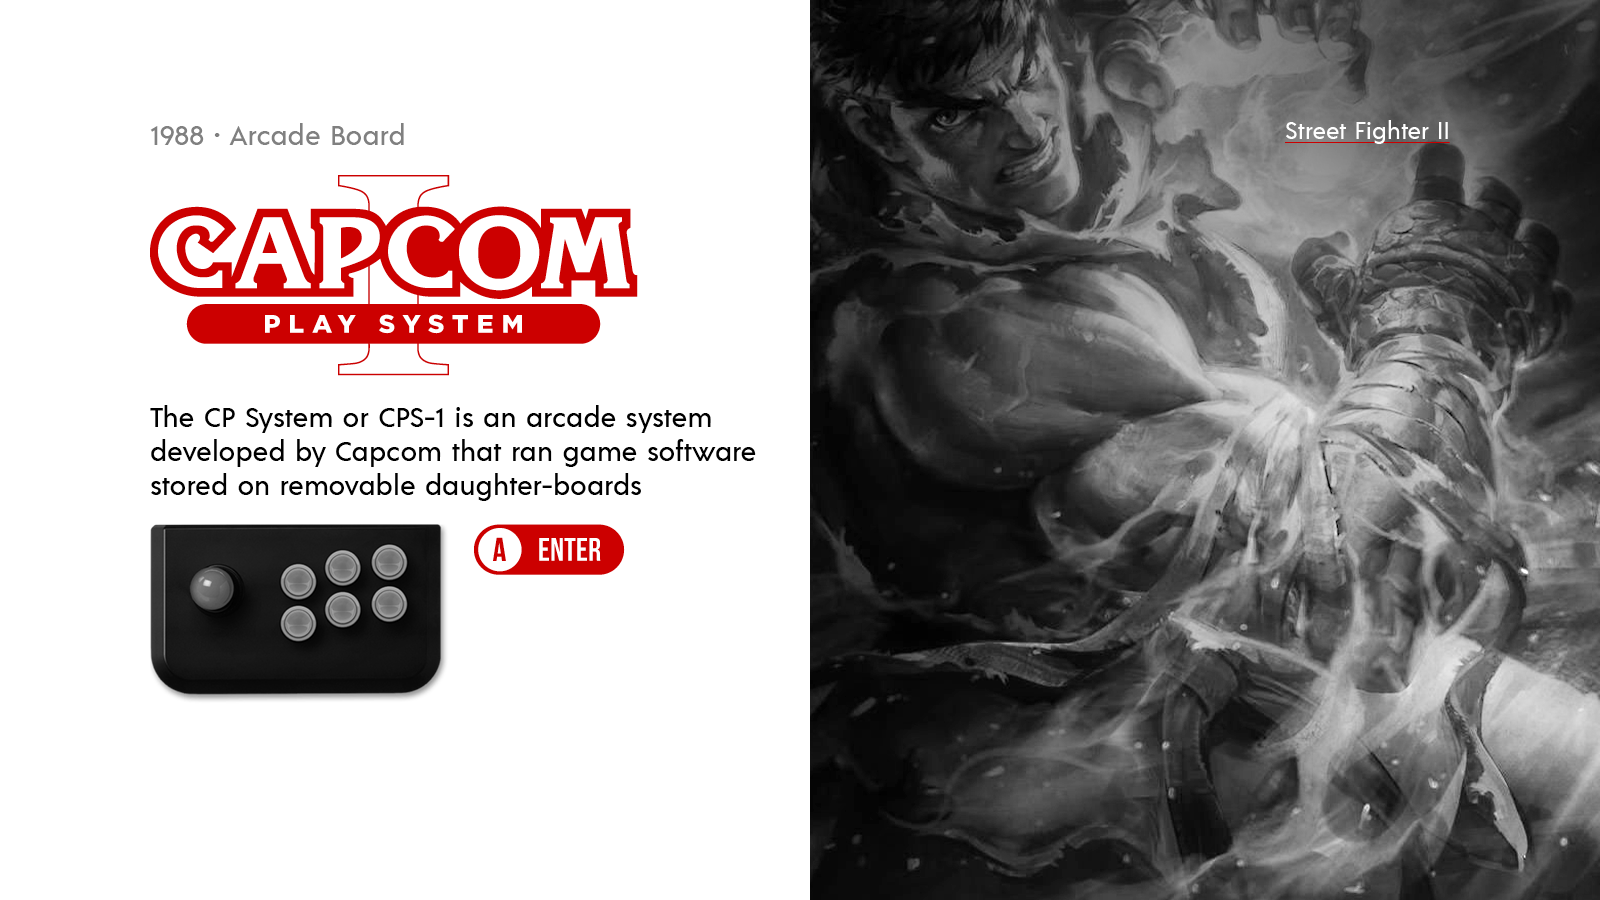 1988 · Arcade Board
I
CAPCOM
PLAY SYSTEM
The CP System or CPS-1 is an arcade system
developed by Capcom that ran game software
stored on removable daughter-boards
A ENTER
Street Fighter II